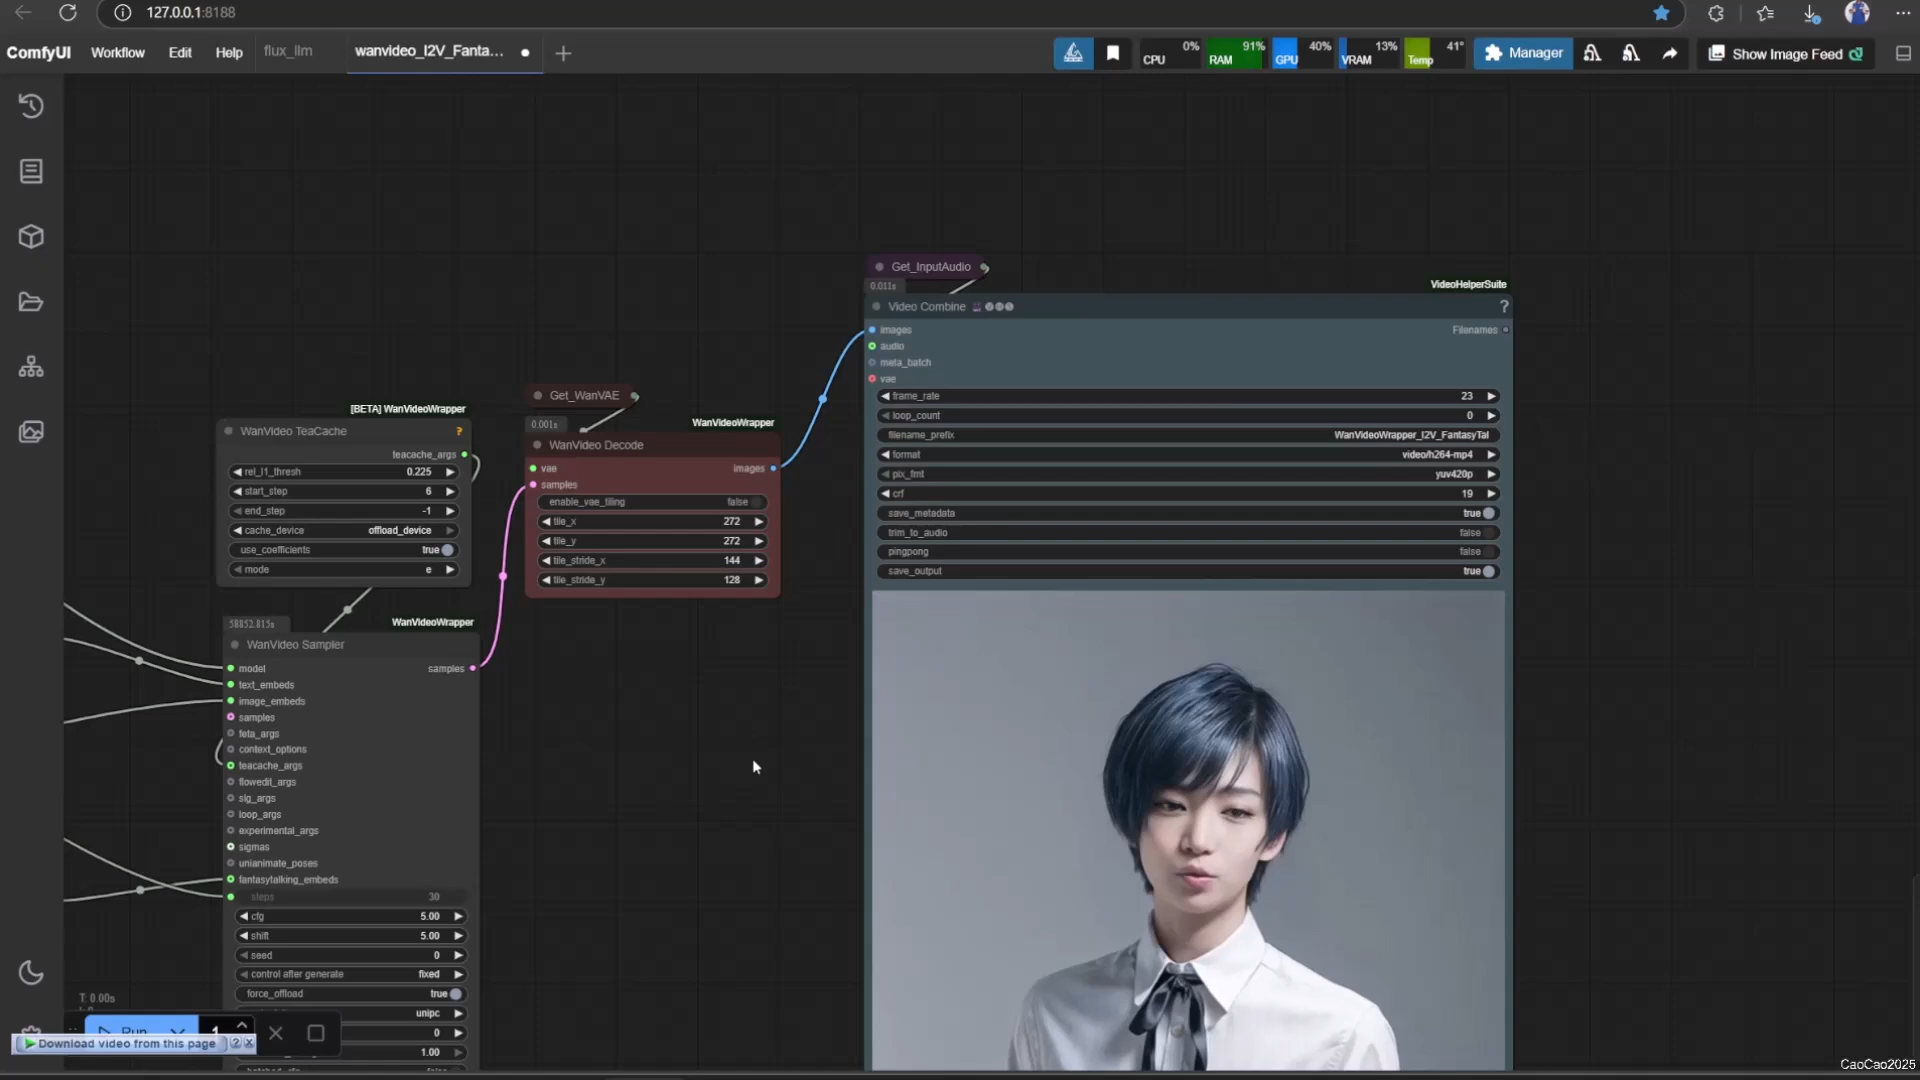 127.0.0.1:8188
ComfyUI
Workflow
Edit
Help
flux_llm
wanvideo_I2V_Fanta...
CPU 0%
RAM 91%
GPU 40%
VRAM 13%
Temp 41°
Manager
Show Image Feed
Get_InputAudio
0.011s
VideoHelperSuite
Video Combine
?
images
Filenames
audio
meta_batch
vae
frame_rate 23
loop_count 0
filename_prefix WanVideoWrapper_I2V_FantasyTal
format video/h264-mp4
pix_fmt yuv420p
crf 19
save_metadata true
trim_to_audio false
pingpong false
save_output true
Get_WanVAE
0.001s
WanVideoWrapper
WanVideo Decode
vae
images
samples
enable_vae_tiling false
tile_x 272
tile_y 272
tile_stride_x 144
tile_stride_y 128
[BETA] WanVideoWrapper
WanVideo TeaCache
?
teacache_args
rel_l1_thresh 0.225
start_step 6
end_step -1
cache_device offload_device
use_coefficients true
mode e
58852.815s
WanVideoWrapper
WanVideo Sampler
model
samples
text_embeds
image_embeds
samples
feta_args
context_options
teacache_args
flowedit_args
slg_args
loop_args
experimental_args
sigmas
unianimate_poses
fantasytalking_embeds
steps 30
cfg 5.00
shift 5.00
seed 0
control after generate fixed
force_offload true
unipc
0
1.00
T: 0.00s
Run
1
Download video from this page
?
CaoCao2025